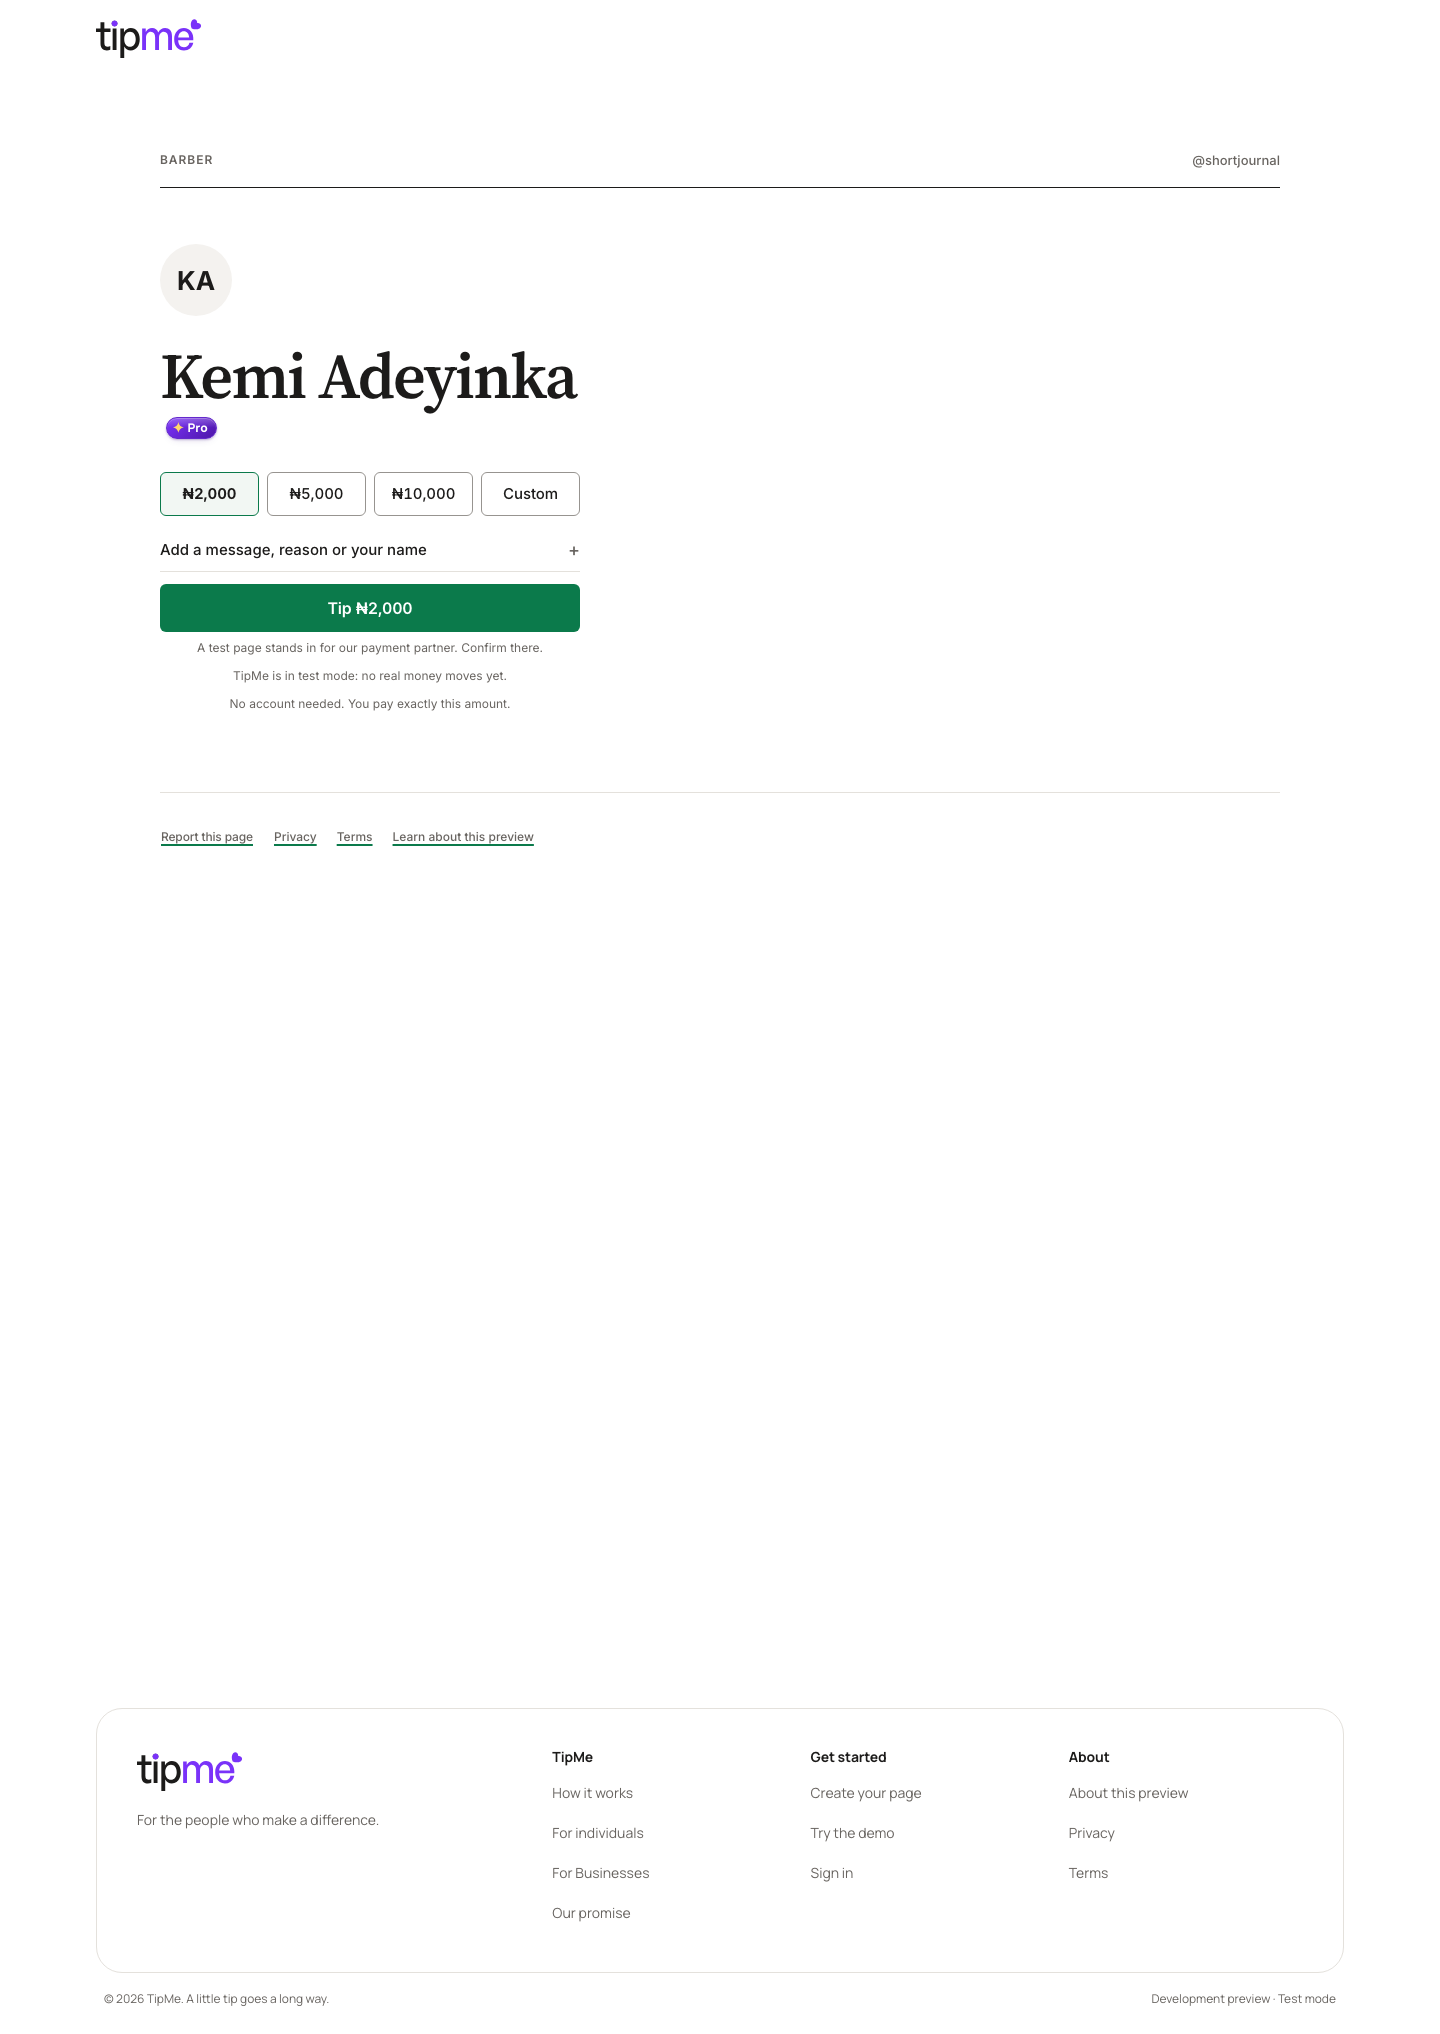 tipme
BARBER
@shortjournal
KA
Kemi Adeyinka
Pro
₦2,000
₦5,000
₦10,000
Custom
Add a message, reason or your name
+
Tip ₦2,000
A test page stands in for our payment partner. Confirm there.
TipMe is in test mode: no real money moves yet.
No account needed. You pay exactly this amount.
Report this page
Privacy
Terms
Learn about this preview
tipme
For the people who make a difference.
TipMe
How it works
For individuals
For Businesses
Our promise
Get started
Create your page
Try the demo
Sign in
About
About this preview
Privacy
Terms
© 2026 TipMe. A little tip goes a long way.
Development preview · Test mode